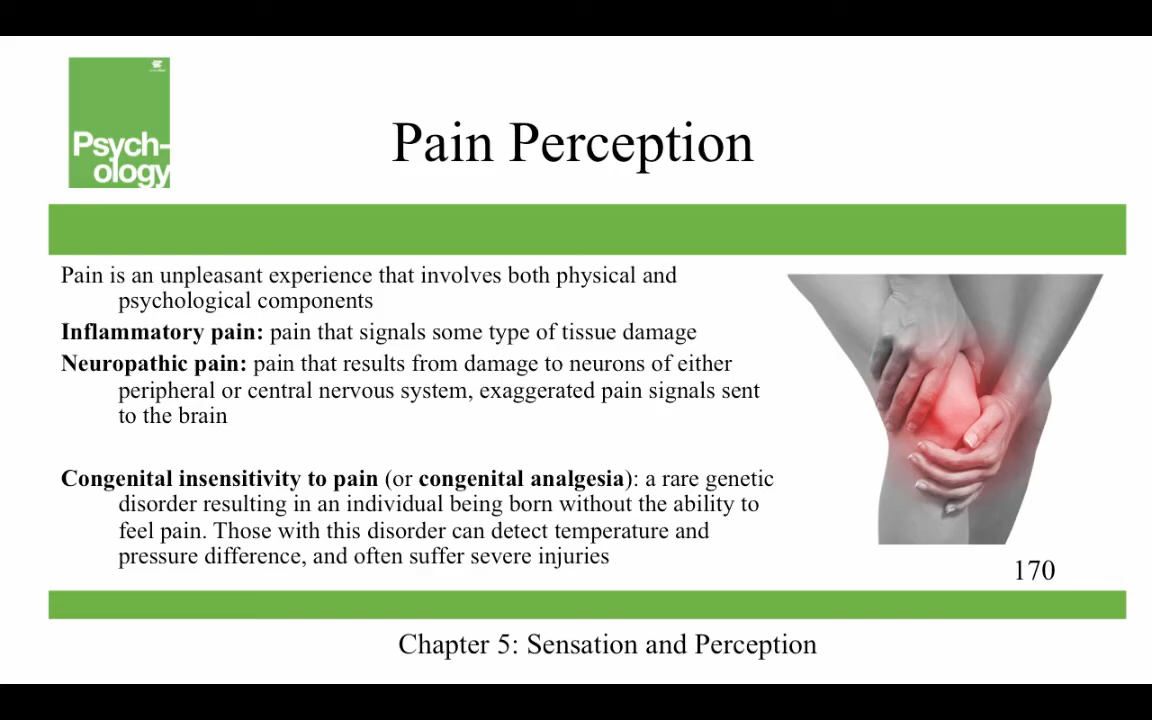 Psych-
ology
Pain Perception
Pain is an unpleasant experience that involves both physical and
psychological components
Inflammatory pain: pain that signals some type of tissue damage
Neuropathic pain: pain that results from damage to neurons of either
peripheral or central nervous system, exaggerated pain signals sent
to the brain
Congenital insensitivity to pain (or congenital analgesia): a rare genetic
disorder resulting in an individual being born without the ability to
feel pain. Those with this disorder can detect temperature and
pressure difference, and often suffer severe injuries
170
Chapter 5: Sensation and Perception